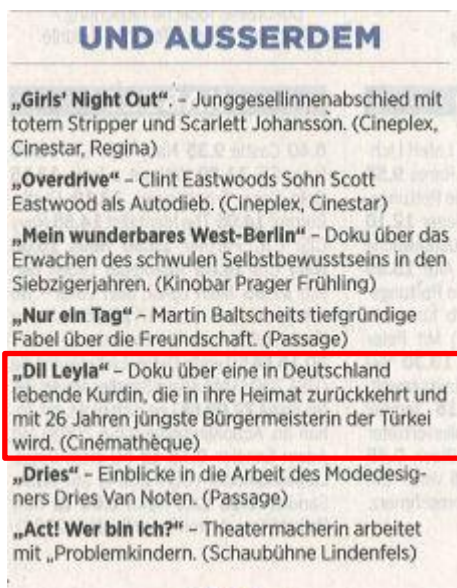 UND AUSSERDEM
„Girls' Night Out“. – Junggesellinnenabschied mit
totem Stripper und Scarlett Johansson. (Cineplex,
Cinestar, Regina)
„Overdrive“ – Clint Eastwoods Sohn Scott
Eastwood als Autodieb. (Cineplex, Cinestar)
„Mein wunderbares West-Berlin“ – Doku über das
Erwachen des schwulen Selbstbewusstseins in den
Siebzigerjahren. (Kinobar Prager Frühling)
„Nur ein Tag“ – Martin Baltscheits tiefgründige
Fabel über die Freundschaft. (Passage)
„Dil Leyla“ – Doku über eine in Deutschland
lebende Kurdin, die in ihre Heimat zurückkehrt und
mit 26 Jahren jüngste Bürgermeisterin der Türkei
wird. (Cinémathèque)
„Dries“ – Einblicke in die Arbeit des Modedesig-
ners Dries Van Noten. (Passage)
„Act! Wer bin ich?“ – Theatermacherin arbeitet
mit „Problemkindern. (Schaubühne Lindenfels)